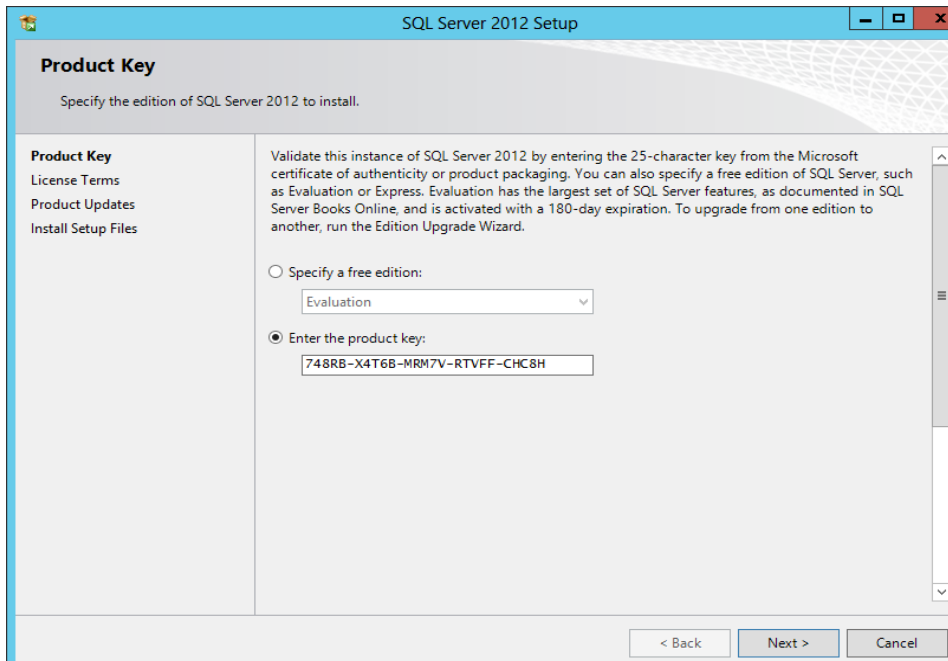 SQL Server 2012 Setup
Product Key
Specify the edition of SQL Server 2012 to install.
Product Key
License Terms
Product Updates
Install Setup Files
Validate this instance of SQL Server 2012 by entering the 25-character key from the Microsoft
certificate of authenticity or product packaging. You can also specify a free edition of SQL Server, such
as Evaluation or Express. Evaluation has the largest set of SQL Server features, as documented in SQL
Server Books Online, and is activated with a 180-day expiration. To upgrade from one edition to
another, run the Edition Upgrade Wizard.
Specify a free edition:
Evaluation
Enter the product key:
748RB-X4T6B-MRM7V-RTVFF-CHC8H
< Back
Next >
Cancel